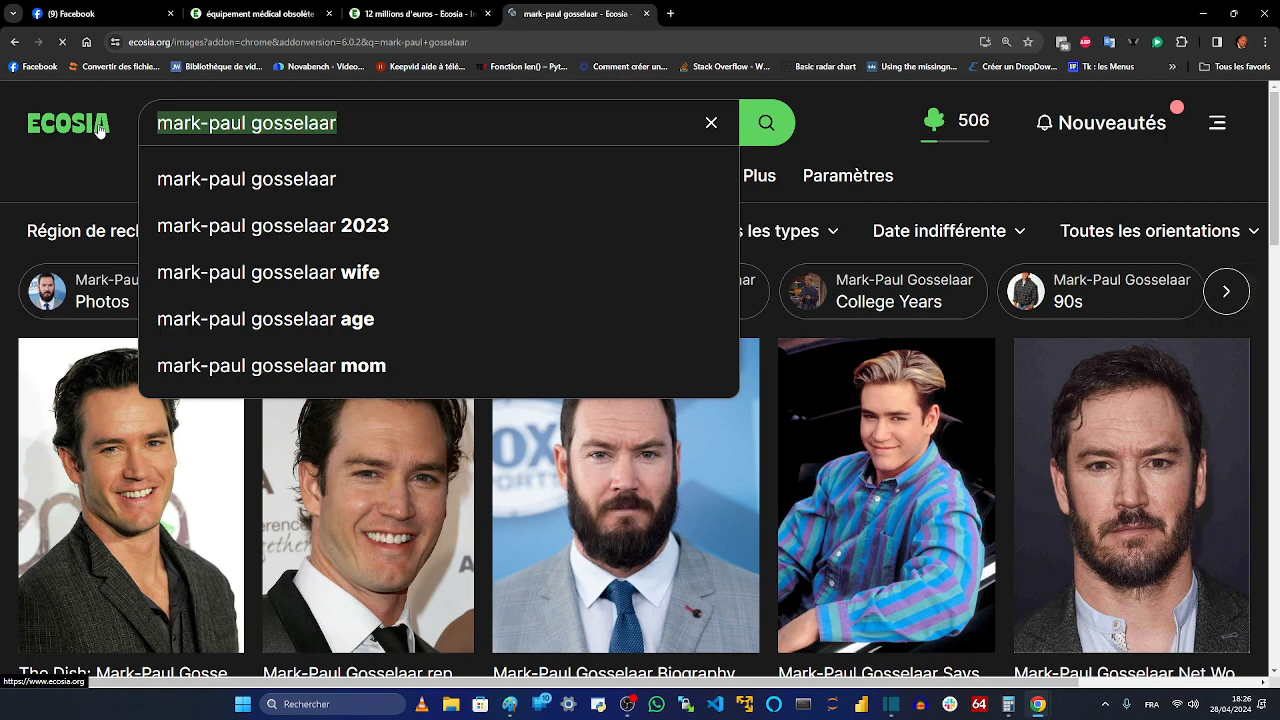 (9) Facebook
équipement médical obsolète
12 millions d'euros - Ecosia - I
mark-paul gosselaar - Ecosia -
ecosia.org/images?addon=chrome&addonversion=6.0.2&q=mark-paul+gosselaar
98
ABP
Facebook
Convertir des fichie...
Bibliothèque de vid...
Novabench - Video...
Keepvid aide à télé...
Fonction len() – Pyt...
Comment créer un...
Stack Overflow - W...
Basic radar chart
Using the missingn...
Créer un DropDow...
Tk : les Menus
»
Tous les favoris
ECOSIA
mark-paul gosselaar
506
Nouveautés
mark-paul gosselaar
mark-paul gosselaar 2023
mark-paul gosselaar wife
mark-paul gosselaar age
mark-paul gosselaar mom
Plus
Paramètres
Région de rec
s les types
Date indifférente
Toutes les orientations
Mark-Pau
Photos
aar
Mark-Paul Gosselaar
College Years
Mark-Paul Gosselaar
90s
The Dish: Mark-Paul Gosse
Mark-Paul Gosselaar rep
Mark-Paul Gosselaar Biography
Mark-Paul Gosselaar Says
Mark-Paul Gosselaar Net Wo
https://www.ecosia.org
Rechercher
10
64
18:26
28/04/2024